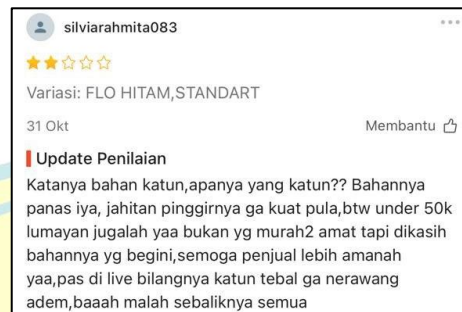 silviarahmita083
Variasi: FLO HITAM,STANDART
31 Okt
Membantu
Update Penilaian
Katanya bahan katun,apanya yang katun?? Bahannya
panas iya, jahitan pinggirnya ga kuat pula,btw under 50k
lumayan jugalah yaa bukan yg murah2 amat tapi dikasih
bahannya yg begini,semoga penjual lebih amanah
yaa,pas di live bilangnya katun tebal ga nerawang
adem,baaah malah sebaliknya semua